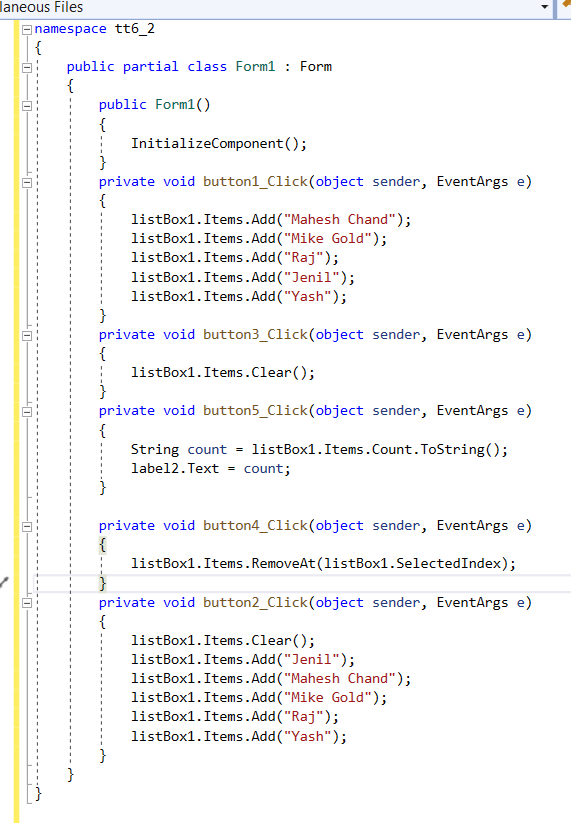 laneous Files
namespace tt6_2
{
public partial class Form1 : Form
{
public Form1()
{
InitializeComponent();
}
private void button1_Click(object sender, EventArgs e)
{
listBox1.Items.Add("Mahesh Chand");
listBox1.Items.Add("Mike Gold");
listBox1.Items.Add("Raj");
listBox1.Items.Add("Jenil");
listBox1.Items.Add("Yash");
}
private void button3_Click(object sender, EventArgs e)
{
listBox1.Items.Clear();
}
private void button5_Click(object sender, EventArgs e)
{
String count = listBox1.Items.Count.ToString();
label2.Text = count;
}
private void button4_Click(object sender, EventArgs e)
{
listBox1.Items.RemoveAt(listBox1.SelectedIndex);
}
private void button2_Click(object sender, EventArgs e)
{
listBox1.Items.Clear();
listBox1.Items.Add("Jenil");
listBox1.Items.Add("Mahesh Chand");
listBox1.Items.Add("Mike Gold");
listBox1.Items.Add("Raj");
listBox1.Items.Add("Yash");
}
}
}